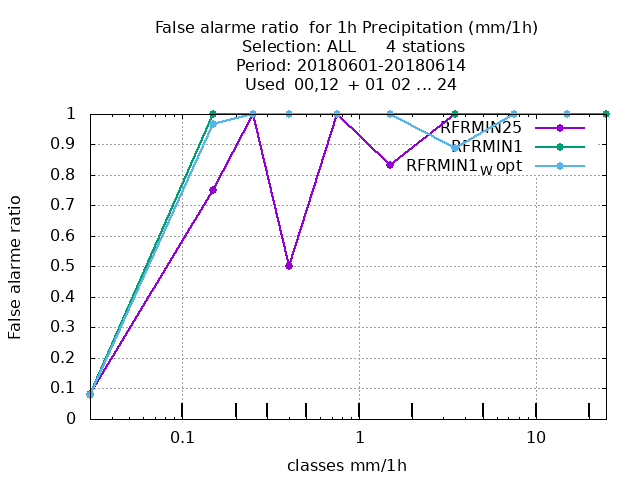 False alarme ratio  for 1h Precipitation (mm/1h)
Selection: ALL      4 stations
Period: 20180601-20180614
Used  00,12  + 01 02 ... 24
1
0.9
0.8
0.7
0.6
0.5
0.4
0.3
0.2
0.1
0
False alarme ratio
RFRMIN25
RFRMIN1
RFRMIN1W opt
0.1
1
10
classes mm/1h